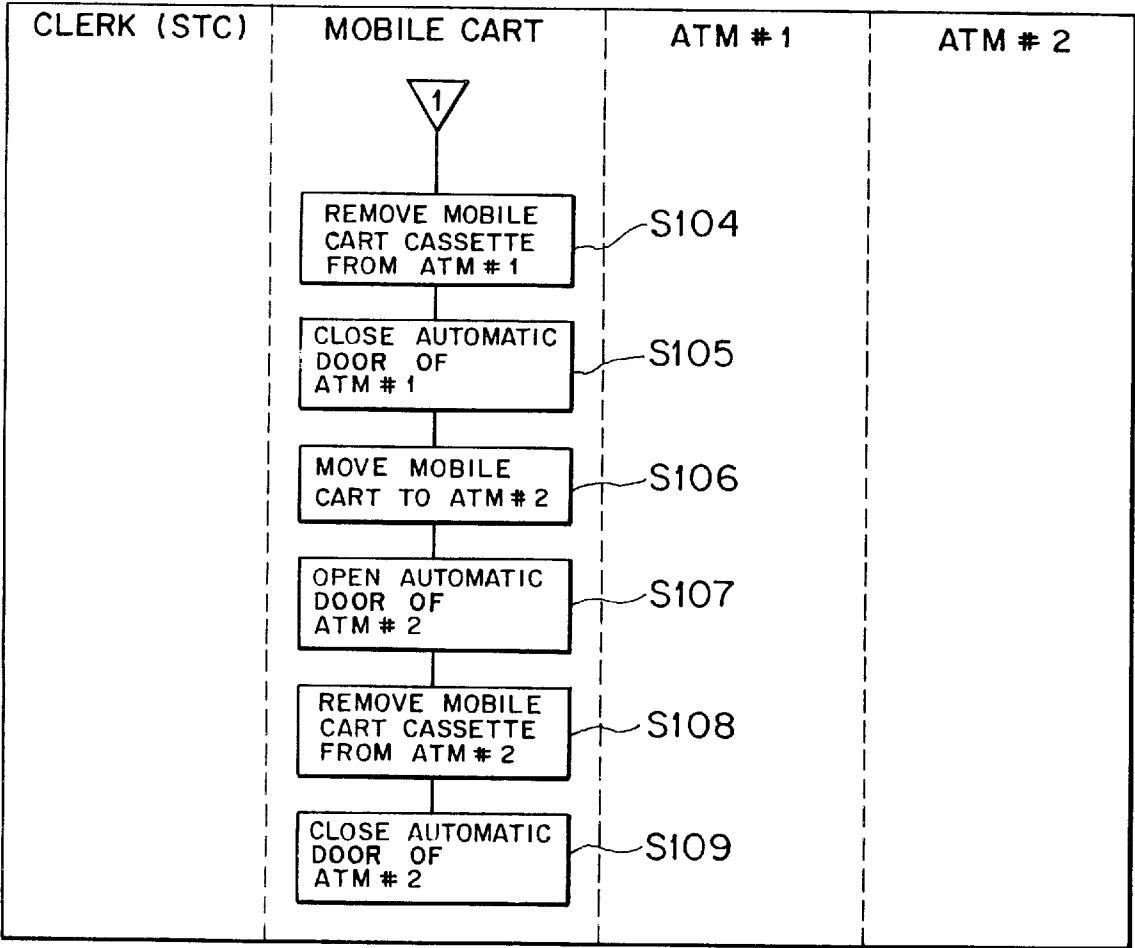 CLERK (STC)
MOBILE CART
ATM # 1
ATM # 2
1
REMOVE MOBILE
CART CASSETTE
FROM ATM # 1
S104
CLOSE AUTOMATIC
DOOR OF
ATM # 1
S105
MOVE MOBILE
CART TO ATM # 2
S106
OPEN AUTOMATIC
DOOR OF
ATM # 2
S107
REMOVE MOBILE
CART CASSETTE
FROM ATM # 2
S108
CLOSE AUTOMATIC
DOOR OF
ATM # 2
S109